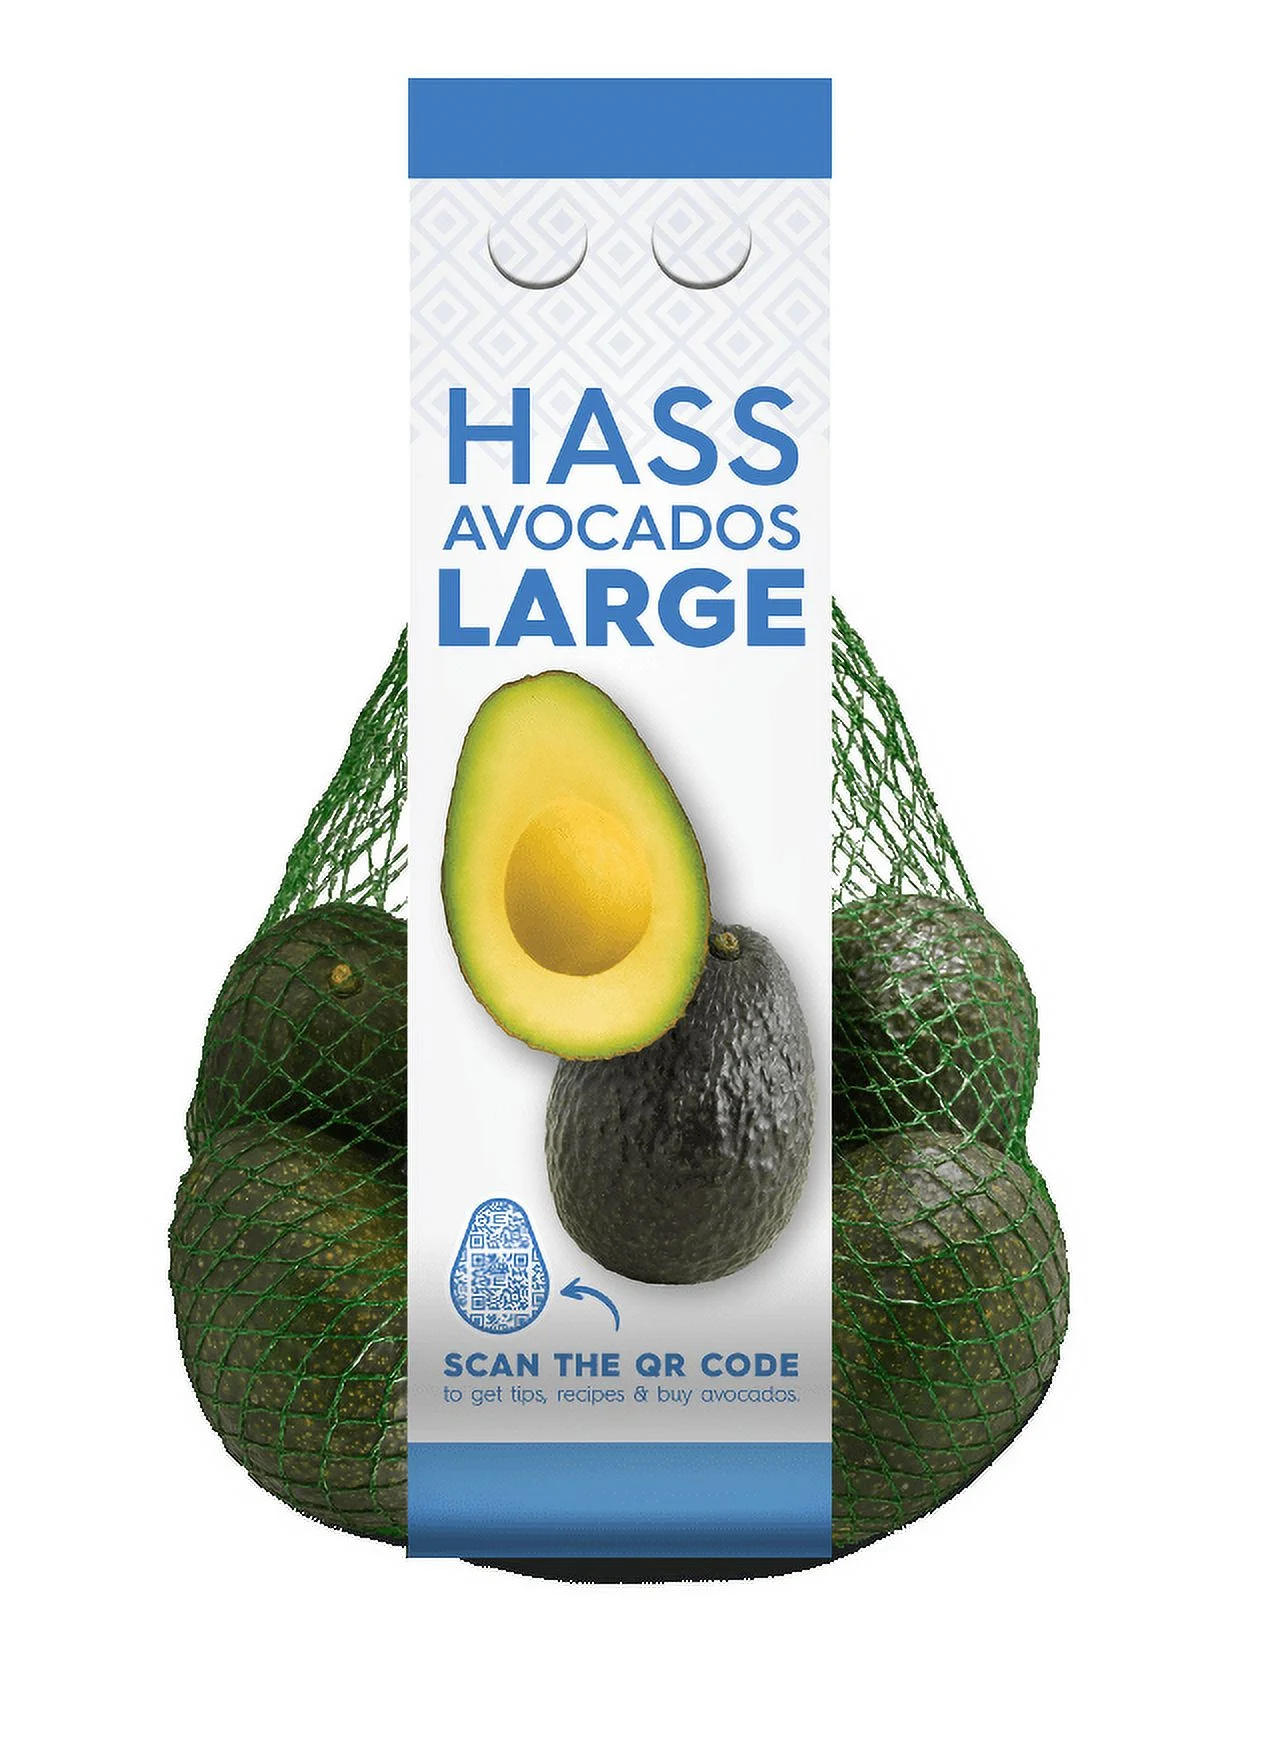 HASS
AVOCADOS
LARGE
SCAN THE QR CODE
to get tips, recipes & buy avocados.